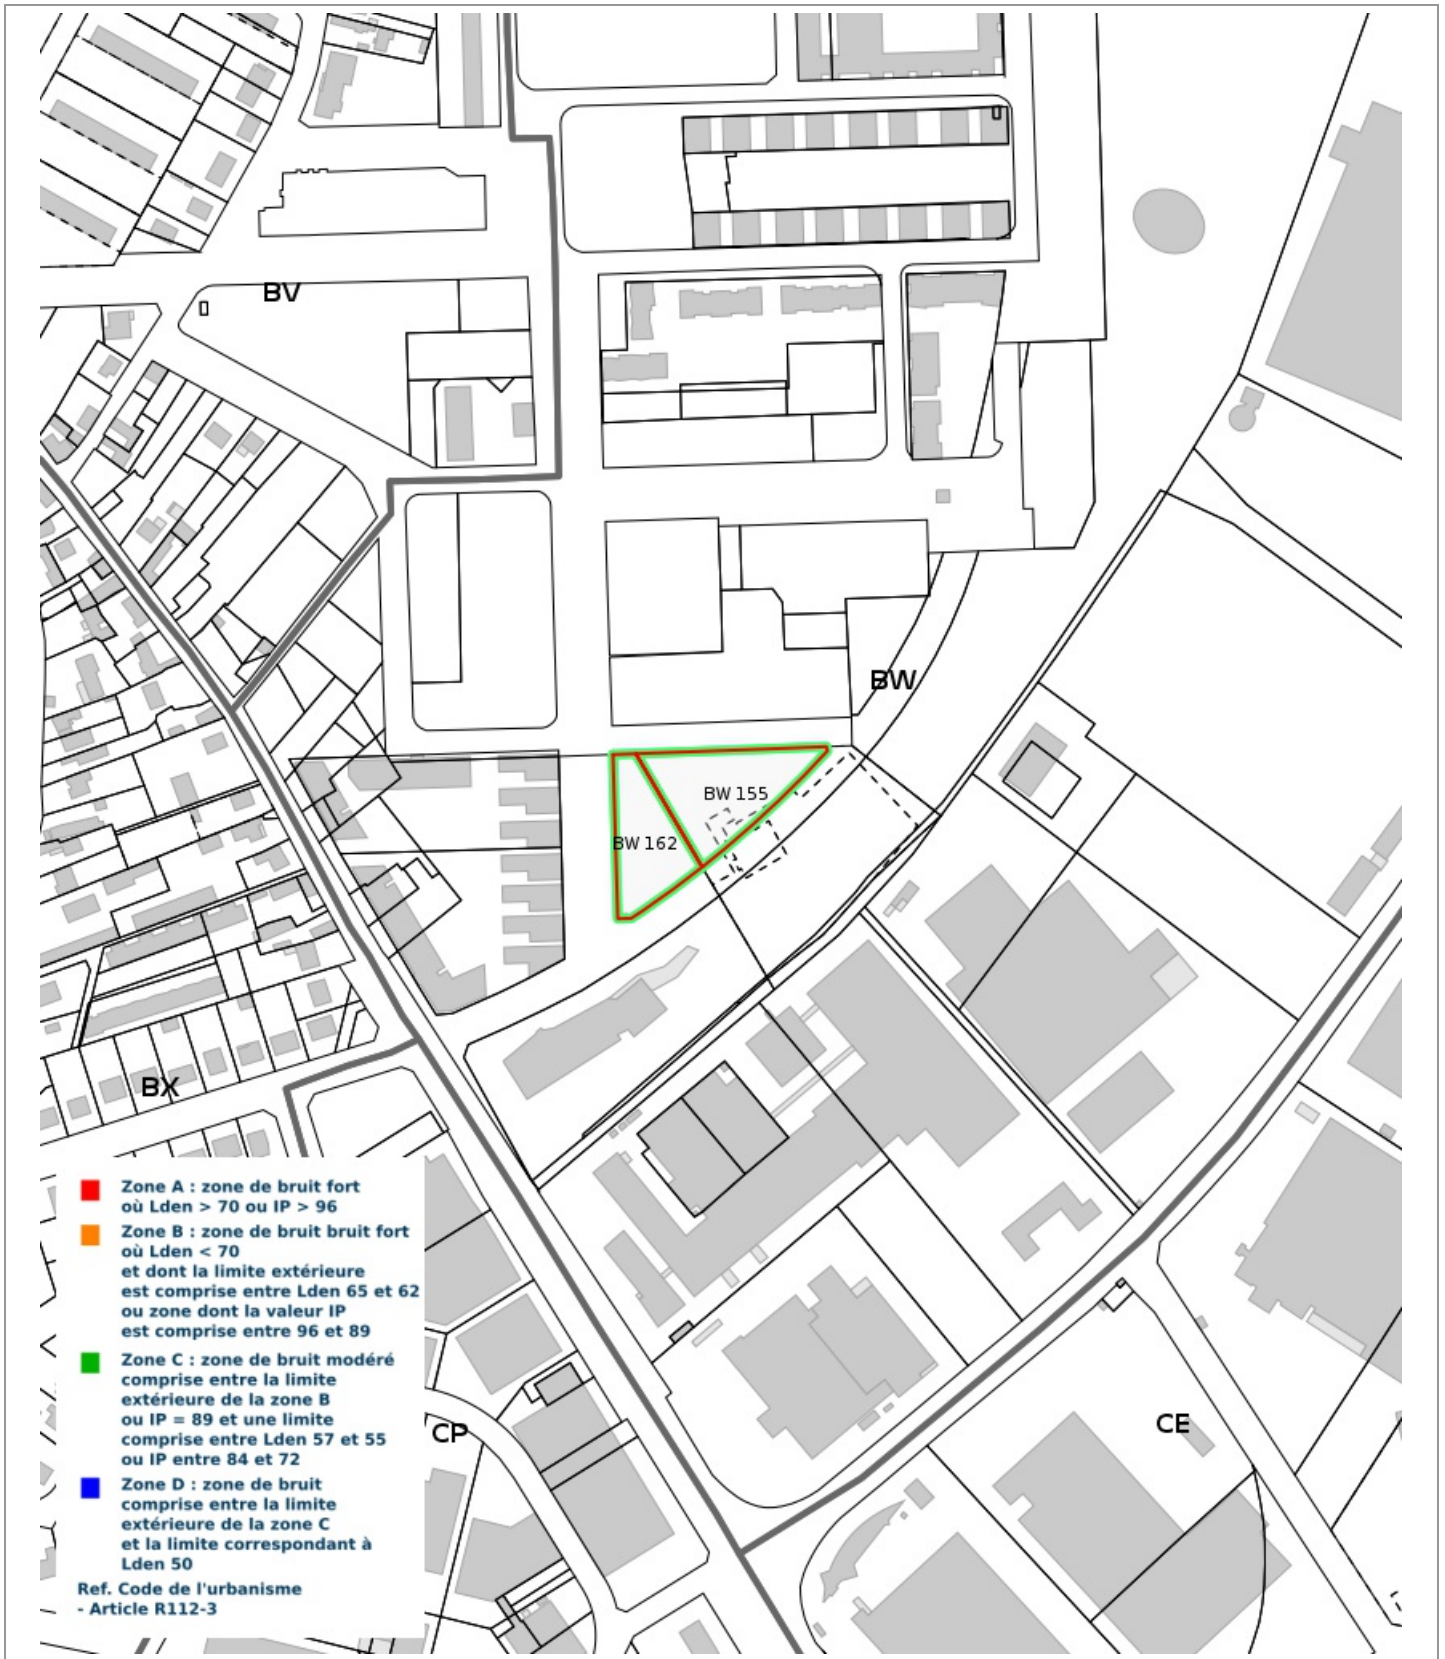 BV
BW
BW 155
BW 162
BX
Zone A : zone de bruit fort
où Lden > 70 ou IP > 96
Zone B : zone de bruit bruit fort
où Lden < 70
et dont la limite extérieure
est comprise entre Lden 65 et 62
ou zone dont la valeur IP
est comprise entre 96 et 89
Zone C : zone de bruit modéré
comprise entre la limite
extérieure de la zone B
ou IP = 89 et une limite
comprise entre Lden 57 et 55
ou IP entre 84 et 72
Zone D : zone de bruit
comprise entre la limite
extérieure de la zone C
et la limite correspondant à
Lden 50
Ref. Code de l'urbanisme
- Article R112-3
CP
CE